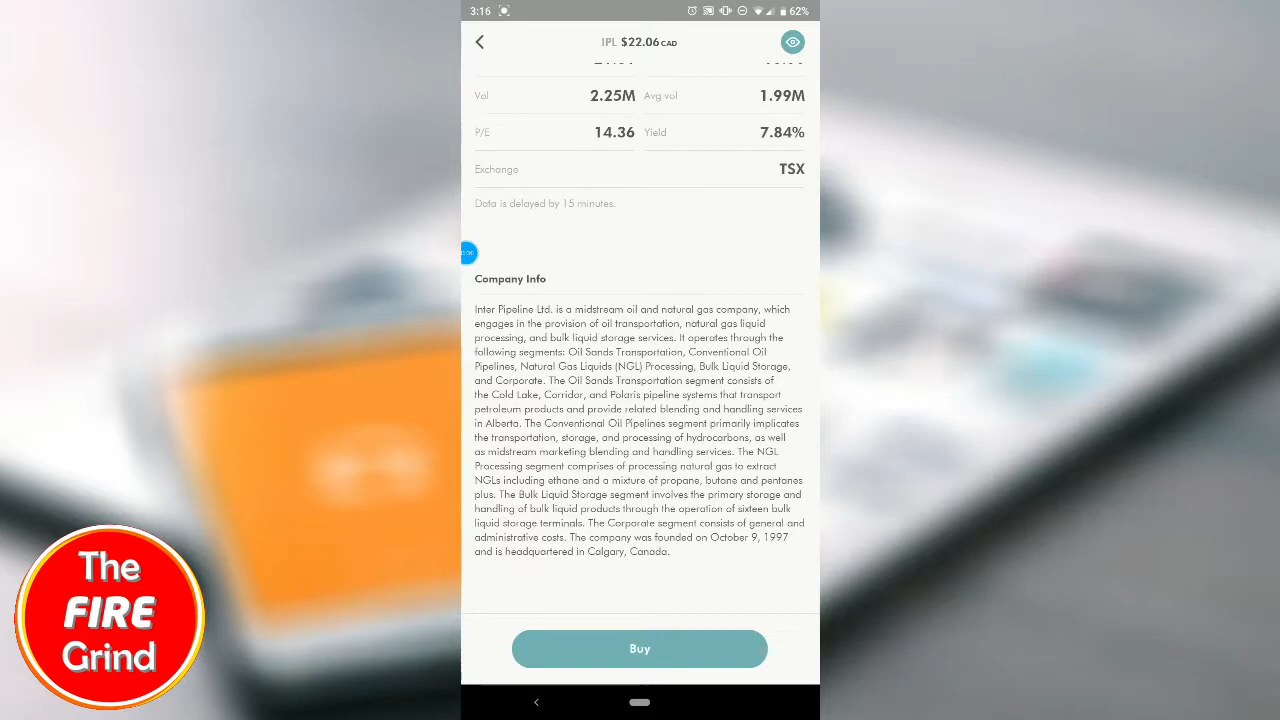 3:16
62%
IPL $22.06 CAD
Vol 2.25M Avg vol 1.99M
P/E 14.36 Yield 7.84%
Exchange TSX
Data is delayed by 15 minutes.
Company Info
Inter Pipeline Ltd. is a midstream oil and natural gas company, which
engages in the provision of oil transportation, natural gas liquid
processing, and bulk liquid storage services. It operates through the
following segments: Oil Sands Transportation, Conventional Oil
Pipelines, Natural Gas Liquids (NGL) Processing, Bulk Liquid Storage,
and Corporate. The Oil Sands Transportation segment consists of
the Cold Lake, Corridor, and Polaris pipeline systems that transport
petroleum products and provide related blending and handling services
in Alberta. The Conventional Oil Pipelines segment primarily implicates
the transportation, storage, and processing of hydrocarbons, as well
as midstream marketing blending and handling services. The NGL
Processing segment comprises of processing natural gas to extract
NGLs including ethane and a mixture of propane, butane and pentanes
plus. The Bulk Liquid Storage segment involves the primary storage and
handling of bulk liquid products through the operation of sixteen bulk
liquid storage terminals. The Corporate segment consists of general and
administrative costs. The company was founded on October 9, 1997
and is headquartered in Calgary, Canada.
Buy
The
FIRE
Grind